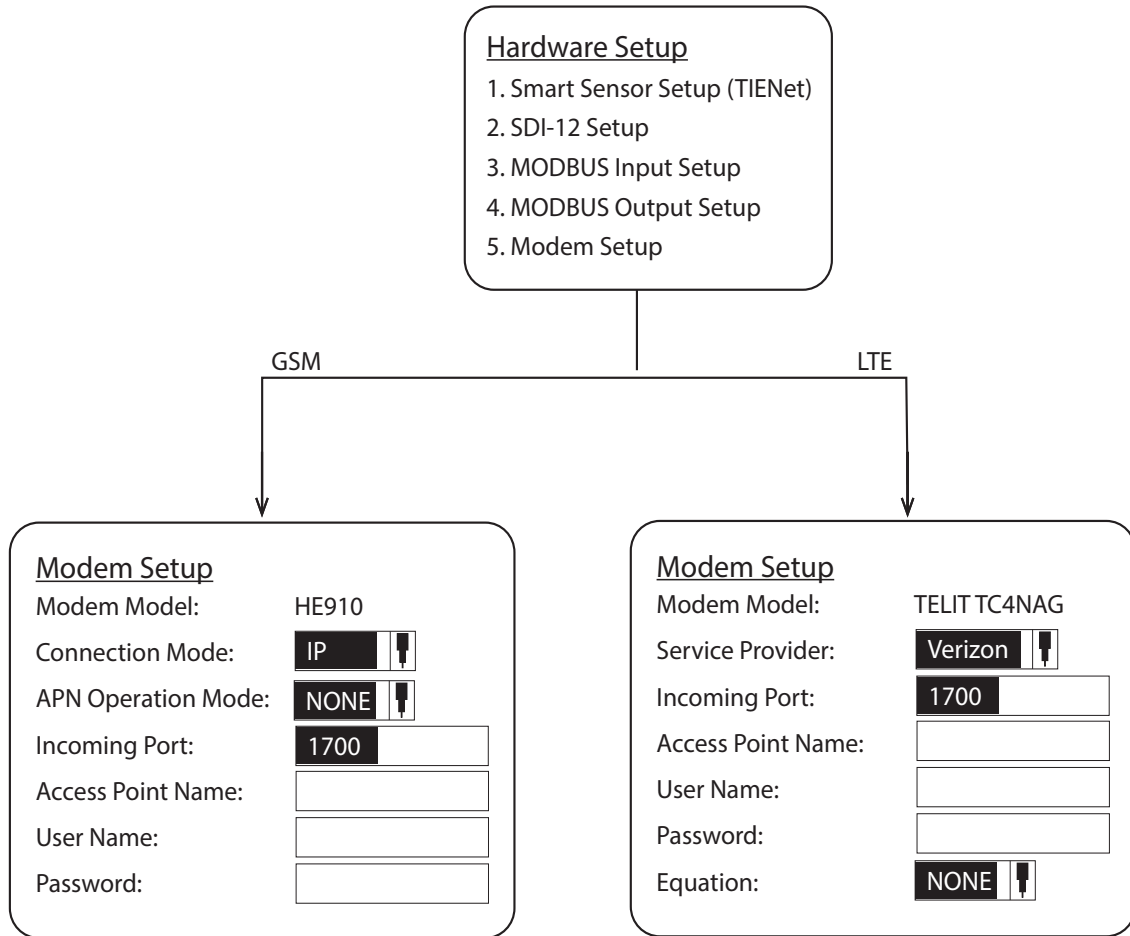 Hardware Setup
1. Smart Sensor Setup (TIENet)
2. SDI-12 Setup
3. MODBUS Input Setup
4. MODBUS Output Setup
5. Modem Setup
GSM
LTE
Modem Setup
Modem Model: HE910
Connection Mode: IP
APN Operation Mode: NONE
Incoming Port: 1700
Access Point Name:
User Name:
Password:
Modem Setup
Modem Model: TELIT TC4NAG
Service Provider: Verizon
Incoming Port: 1700
Access Point Name:
User Name:
Password:
Equation: NONE